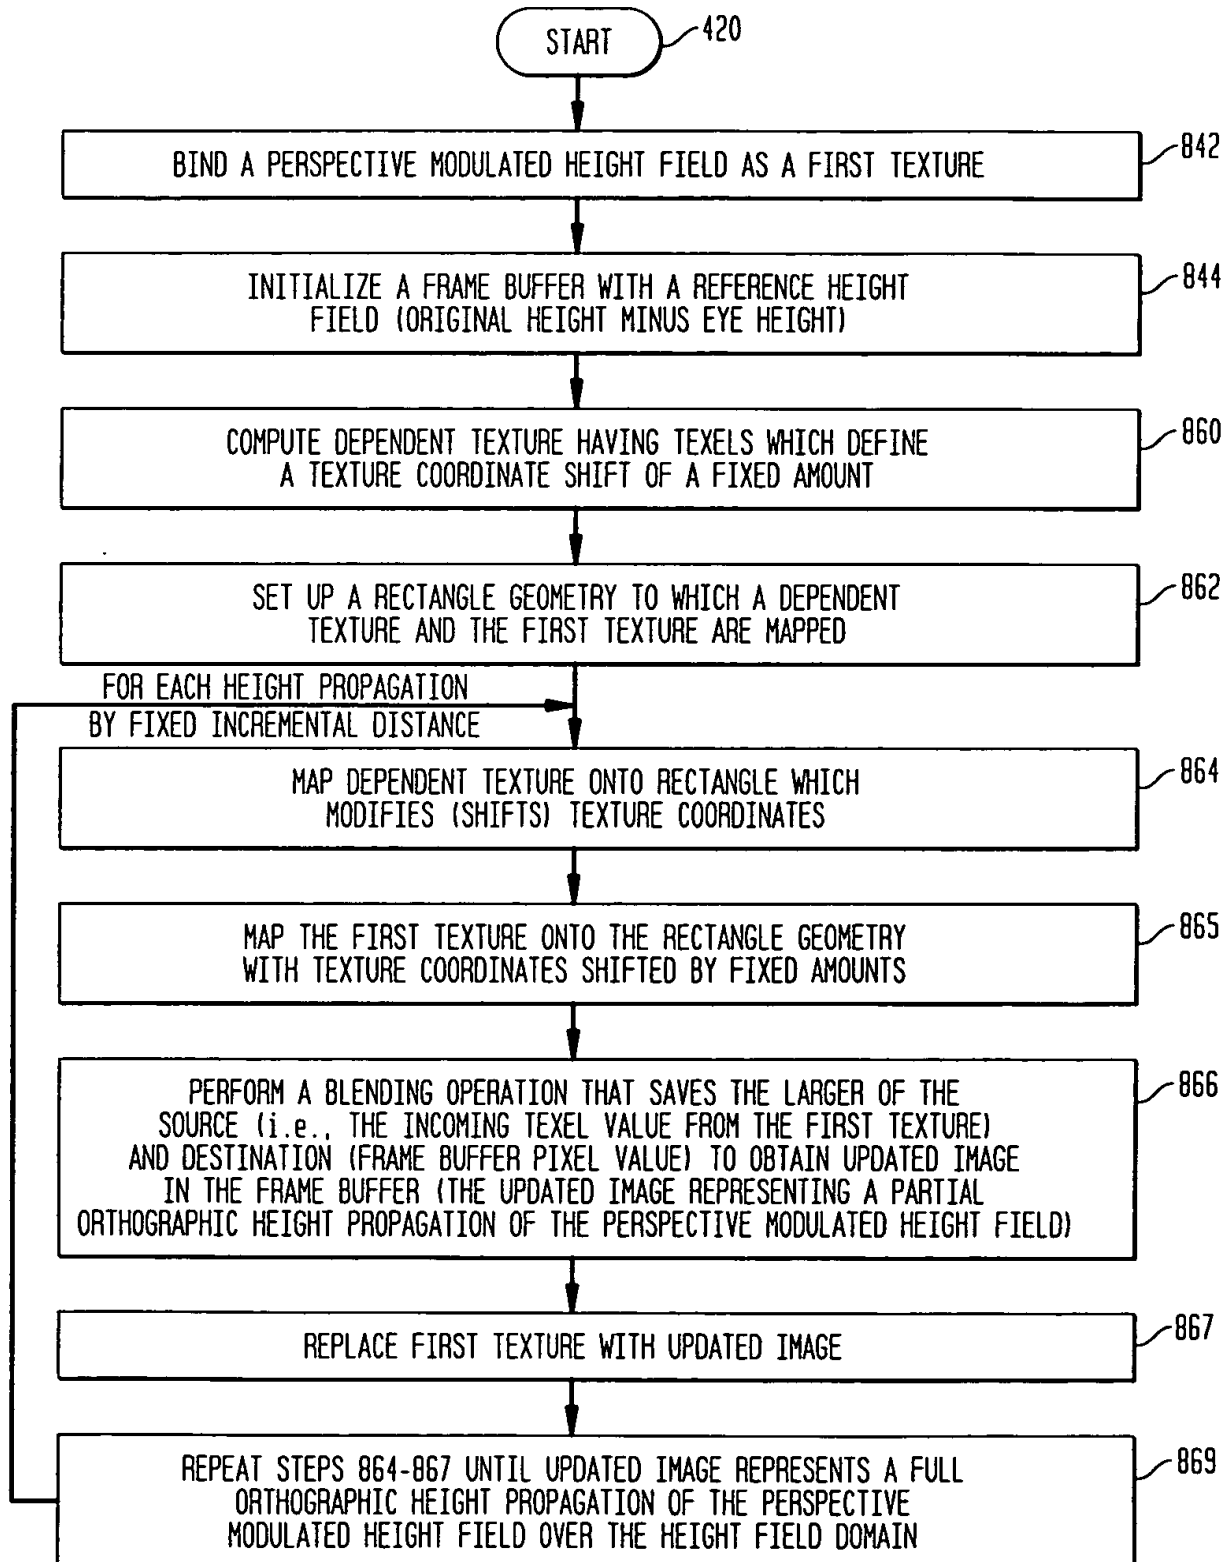 START
420
BIND A PERSPECTIVE MODULATED HEIGHT FIELD AS A FIRST TEXTURE
842
INITIALIZE A FRAME BUFFER WITH A REFERENCE HEIGHT
FIELD (ORIGINAL HEIGHT MINUS EYE HEIGHT)
844
COMPUTE DEPENDENT TEXTURE HAVING TEXELS WHICH DEFINE
A TEXTURE COORDINATE SHIFT OF A FIXED AMOUNT
860
SET UP A RECTANGLE GEOMETRY TO WHICH A DEPENDENT
TEXTURE AND THE FIRST TEXTURE ARE MAPPED
862
FOR EACH HEIGHT PROPAGATION
BY FIXED INCREMENTAL DISTANCE
MAP DEPENDENT TEXTURE ONTO RECTANGLE WHICH
MODIFIES (SHIFTS) TEXTURE COORDINATES
864
MAP THE FIRST TEXTURE ONTO THE RECTANGLE GEOMETRY
WITH TEXTURE COORDINATES SHIFTED BY FIXED AMOUNTS
865
PERFORM A BLENDING OPERATION THAT SAVES THE LARGER OF THE
SOURCE (i.e., THE INCOMING TEXEL VALUE FROM THE FIRST TEXTURE)
AND DESTINATION (FRAME BUFFER PIXEL VALUE) TO OBTAIN UPDATED IMAGE
IN THE FRAME BUFFER (THE UPDATED IMAGE REPRESENTING A PARTIAL
ORTHOGRAPHIC HEIGHT PROPAGATION OF THE PERSPECTIVE MODULATED HEIGHT FIELD)
866
REPLACE FIRST TEXTURE WITH UPDATED IMAGE
867
REPEAT STEPS 864-867 UNTIL UPDATED IMAGE REPRESENTS A FULL
ORTHOGRAPHIC HEIGHT PROPAGATION OF THE PERSPECTIVE
MODULATED HEIGHT FIELD OVER THE HEIGHT FIELD DOMAIN
869